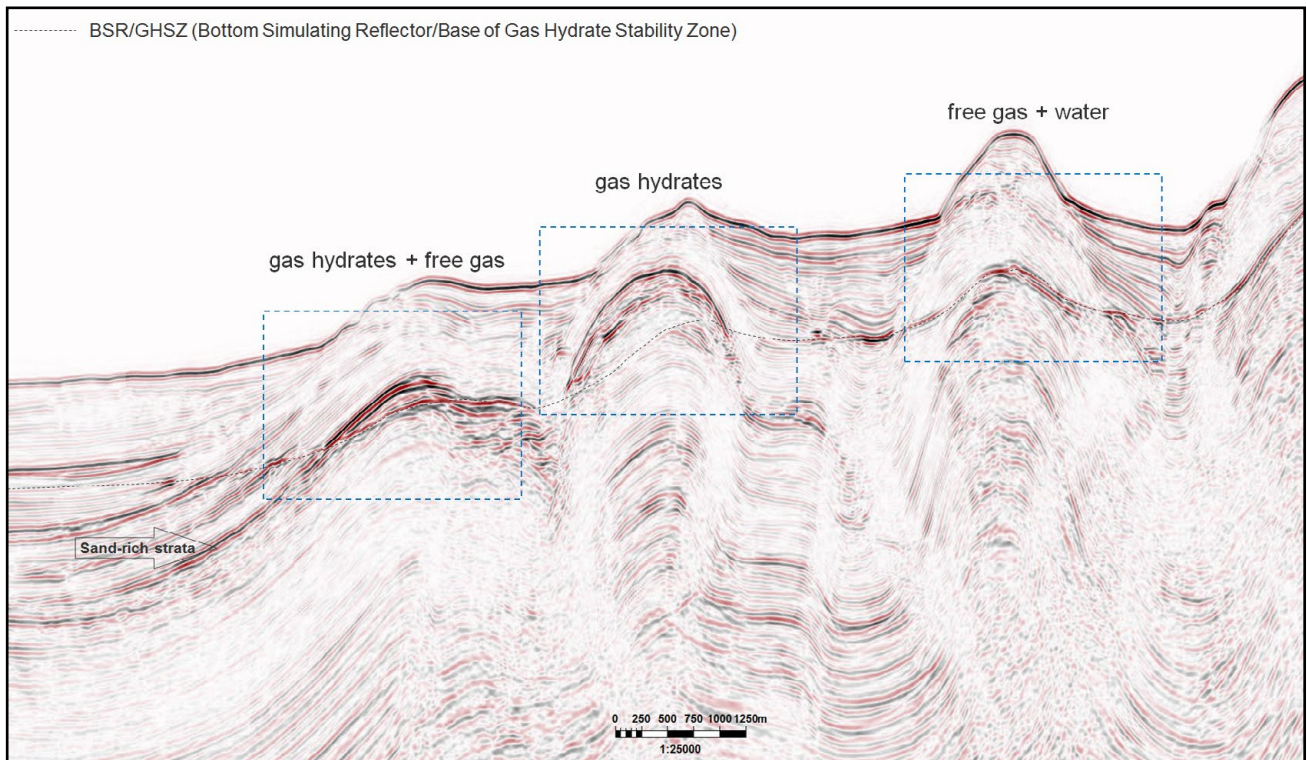 BSR/GHSZ (Bottom Simulating Reflector/Base of Gas Hydrate Stability Zone)
free gas + water
gas hydrates
gas hydrates + free gas
Sand-rich strata
0 250 500 750 1000 1250m
1:25000